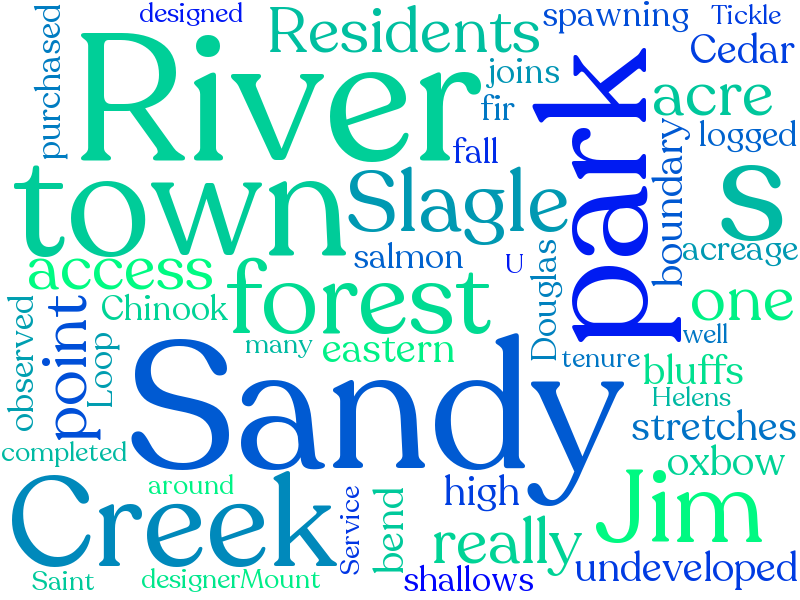 designed
Residents
spawning
Tickle
purchased
River
joins
Cedar
fir
acre
park
logged
fall
town
Slagle
s
boundary
salmon
U
acreage
access
forest
Douglas
one
Chinook
observed
point
Loop
many
eastern
well
tenure
bluffs
Sandy
Helens
stretches
completed
oxbow
around
Creek
high
Jim
Service
bend
really
undeveloped
Saint
designer
Mount
shallows